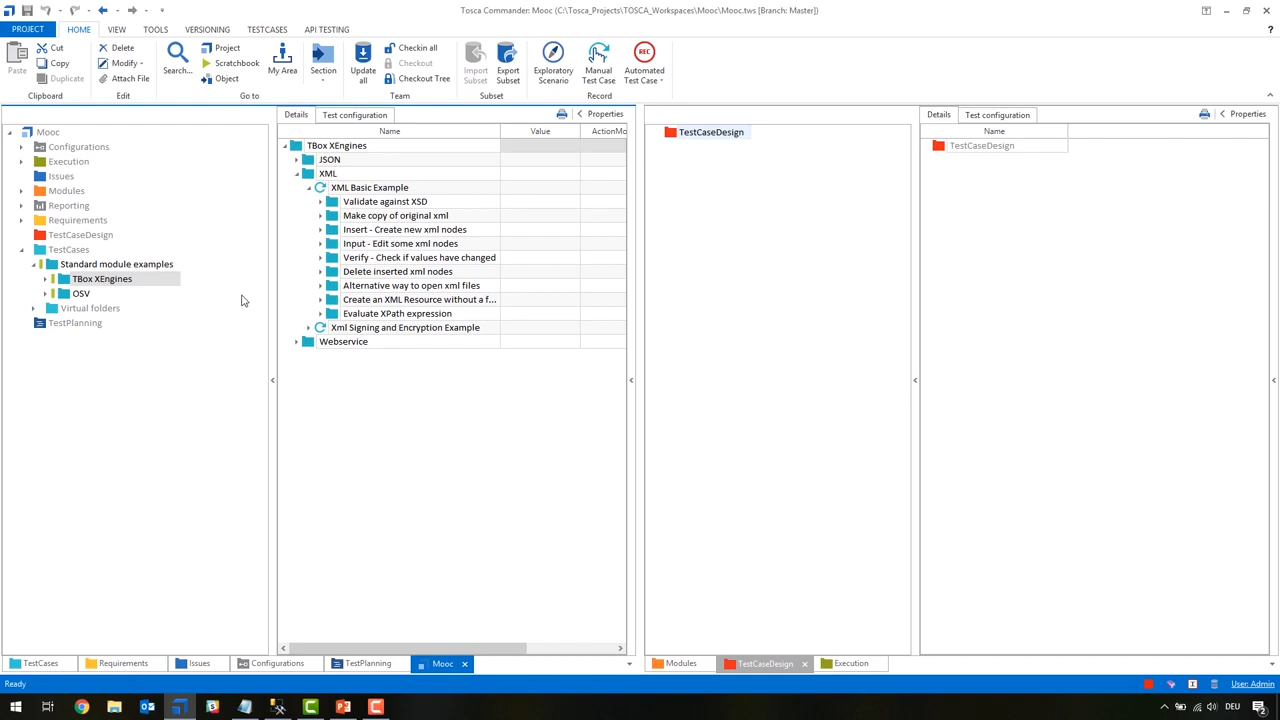 Tosca Commander: Mooc (C:\Tosca_Projects\TOSCA_Workspaces\Mooc\Mooc.tws [Branch: Master])
PROJECT HOME VIEW TOOLS VERSIONING TESTCASES API TESTING ?
Paste
Cut
Copy
Duplicate
Clipboard
Delete
Modify
Attach File
Edit
Search...
Project
Scratchbook
Object
My Area
Go to
Section
Update all
Checkin all
Checkout
Checkout Tree
Team
Import Subset
Export Subset
Subset
Exploratory Scenario
Manual Test Case
REC
Automated Test Case
Record
Mooc
Configurations
Execution
Issues
Modules
Reporting
Requirements
TestCaseDesign
TestCases
Standard module examples
TBox XEngines
OSV
Virtual folders
TestPlanning
Details Test configuration Properties
Name Value ActionMo
TBox XEngines
JSON
XML
XML Basic Example
Validate against XSD
Make copy of original xml
Insert - Create new xml nodes
Input - Edit some xml nodes
Verify - Check if values have changed
Delete inserted xml nodes
Alternative way to open xml files
Create an XML Resource without a f...
Evaluate XPath expression
Xml Signing and Encryption Example
Webservice
TestCaseDesign
Details Test configuration Properties
Name
TestCaseDesign
TestCases Requirements Issues Configurations TestPlanning Mooc
Modules TestCaseDesign Execution
Ready User: Admin
DEU
2